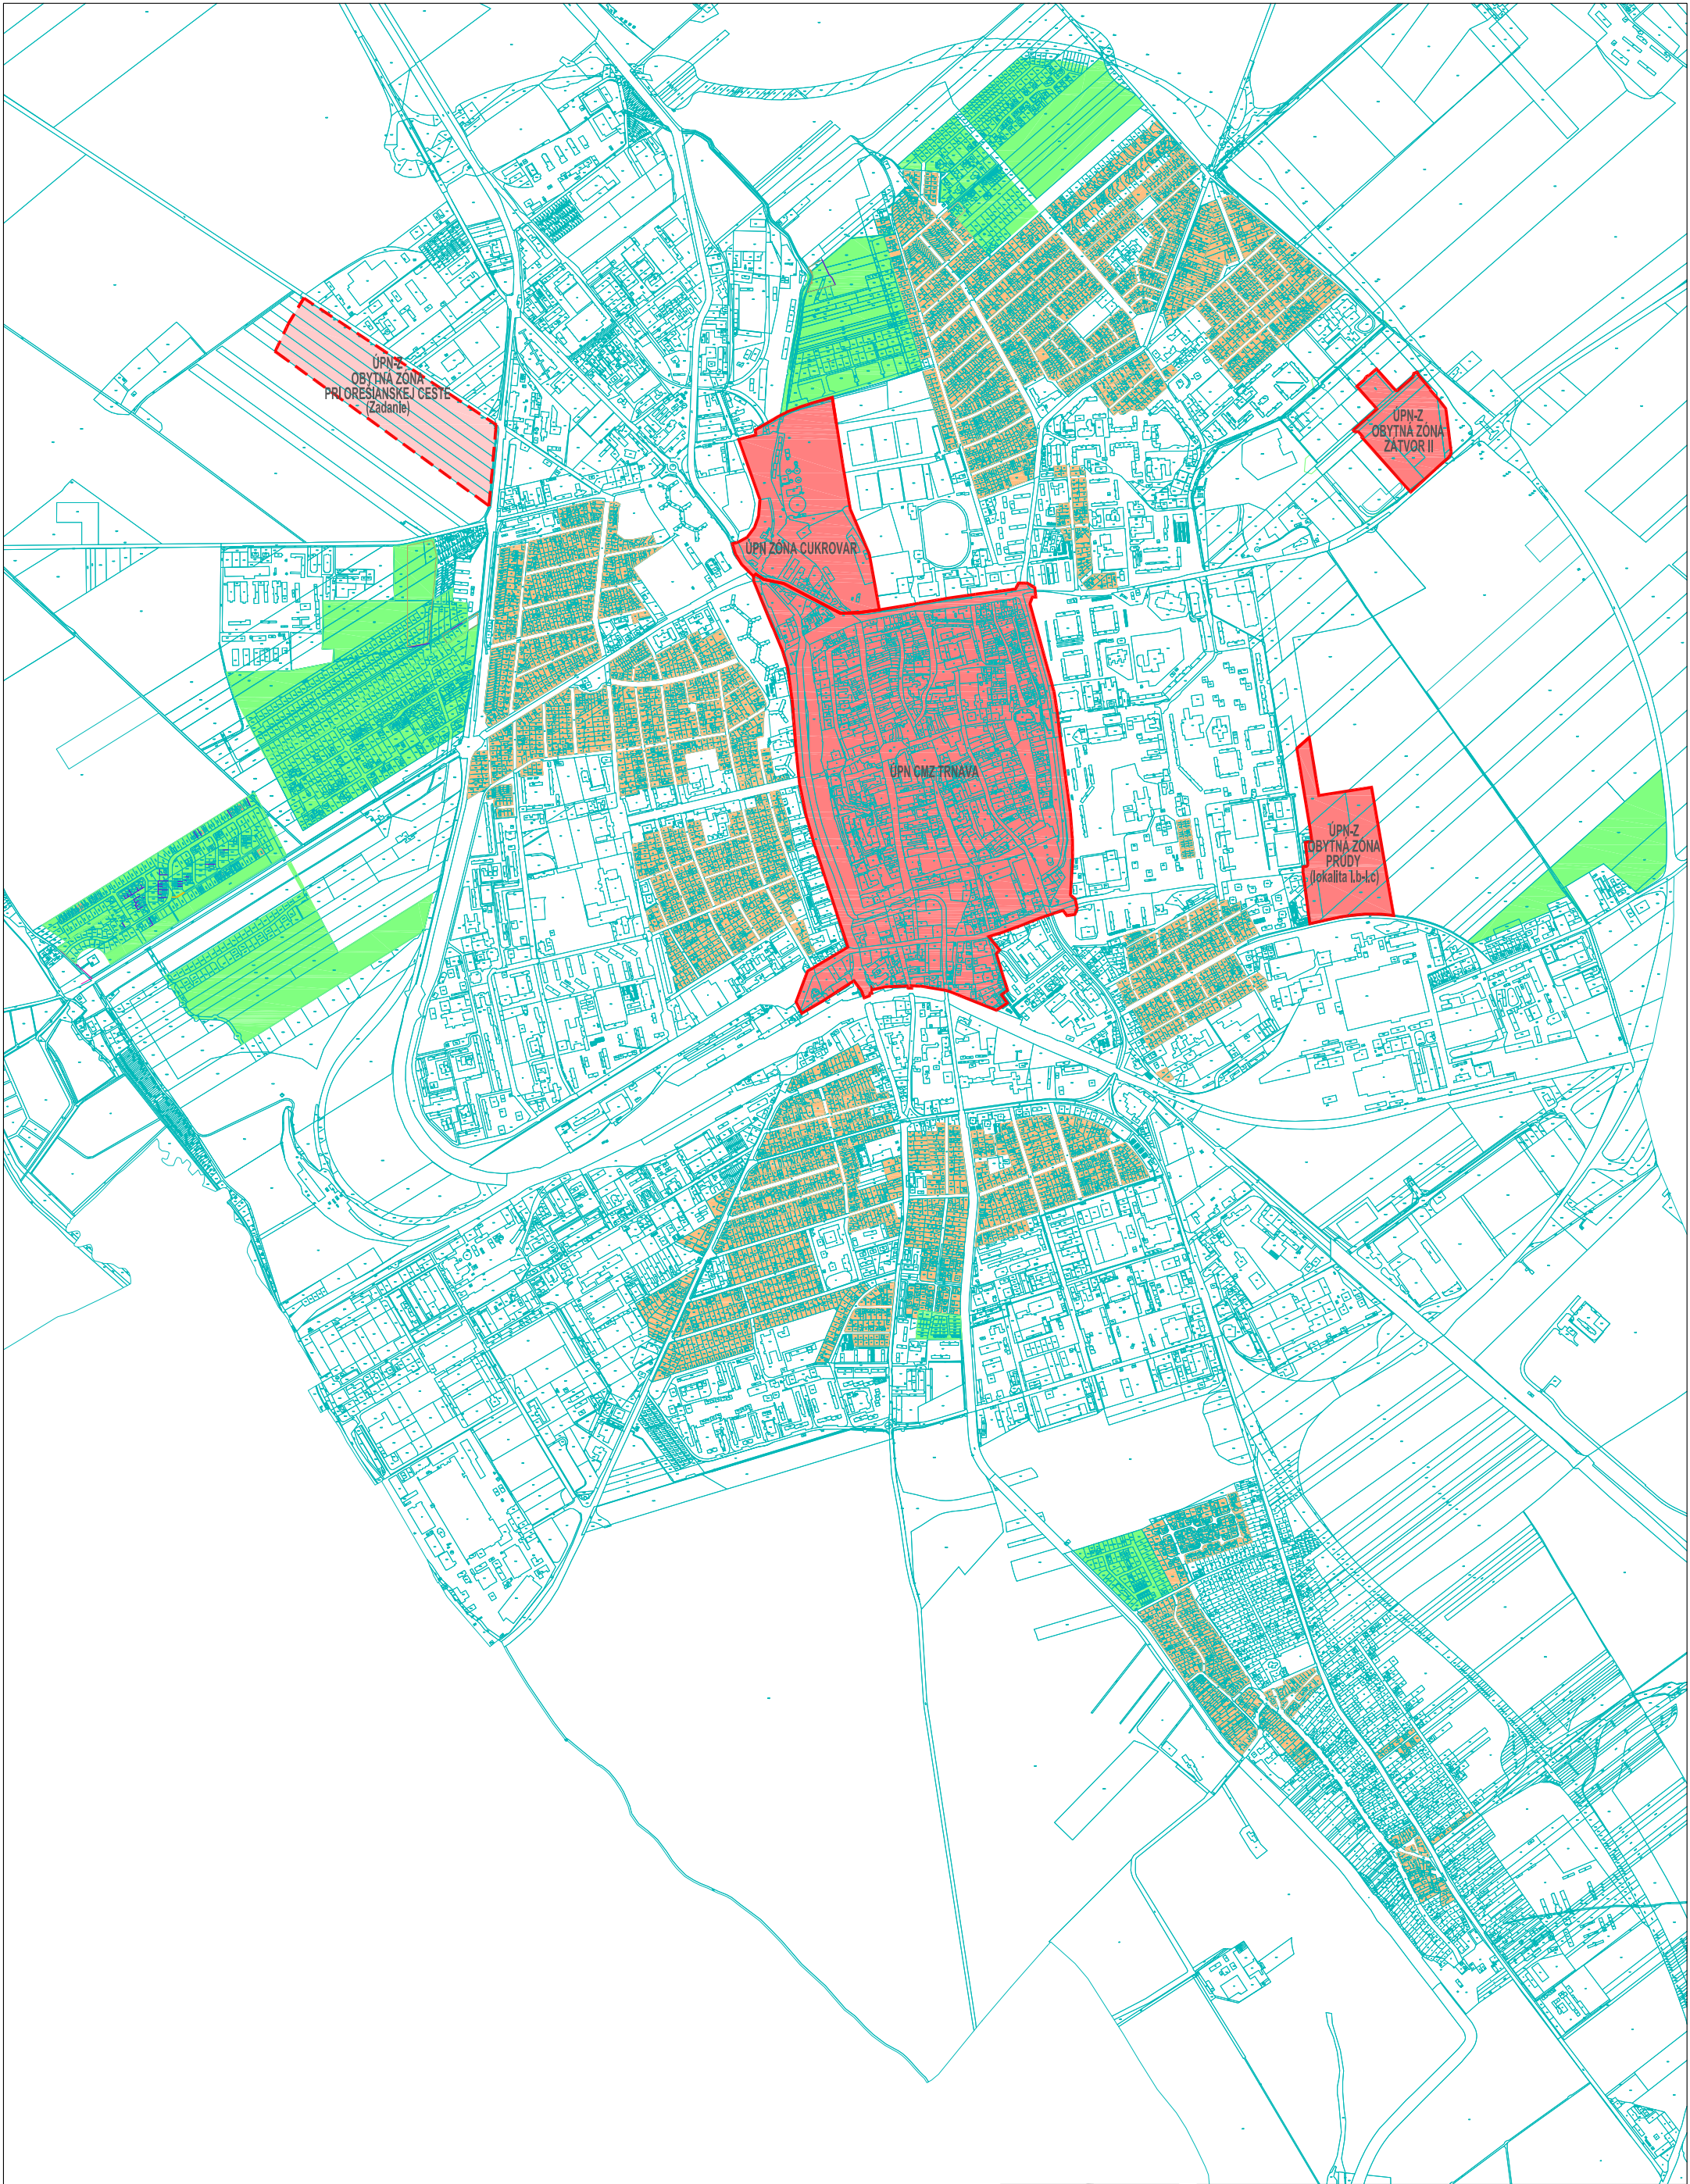 ÚPN-Z
OBYTNÁ ZÓNA
PRI OREŠIANSKEJ CESTE
(Zadanie)
ÚPN-Z
OBYTNÁ ZÓNA
ZÁTVOR II
ÚPN ZÓNA CUKROVAR
ÚPN CMZ TRNAVA
ÚPN-Z
OBYTNÁ ZÓNA
PRÚDY
(lokalita I.b-I.c)